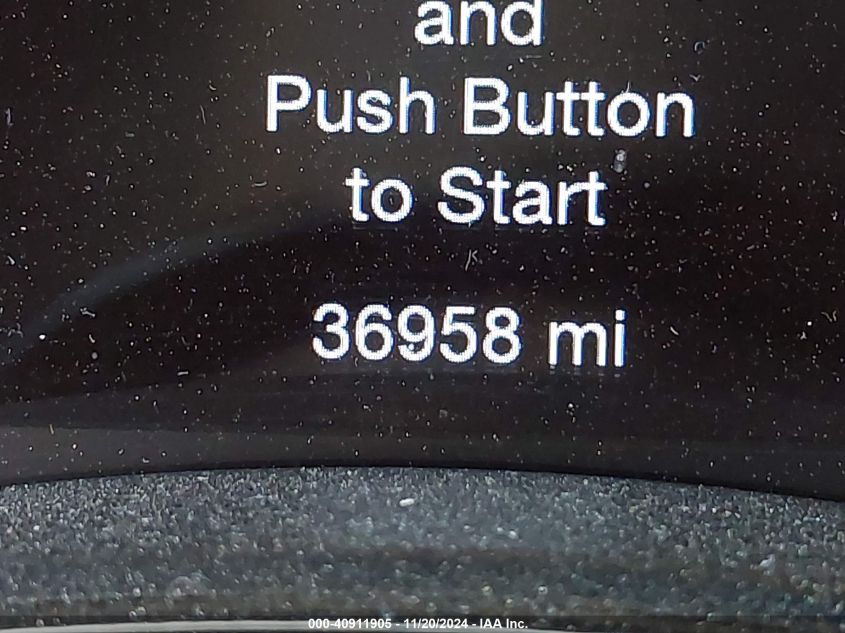 and
Push Button
to Start
36958 mi
000-40911905 - 11/20/2024 - IAA Inc.